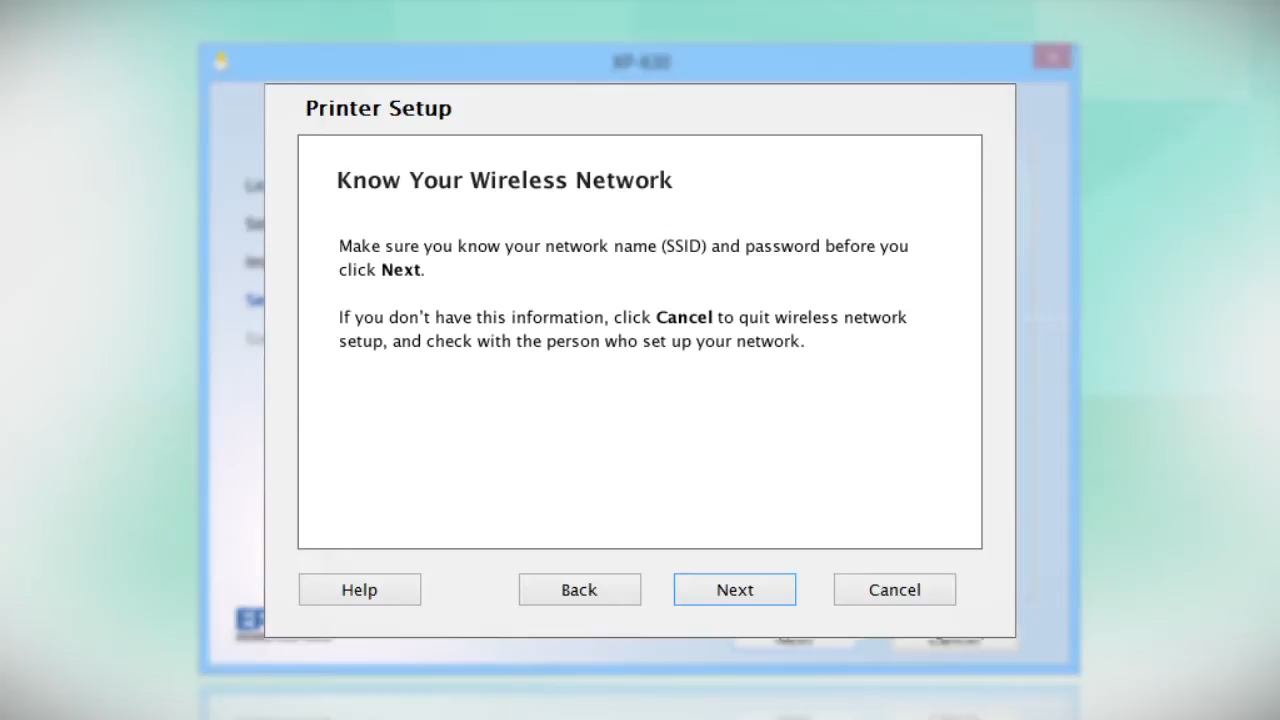 Printer Setup
Know Your Wireless Network
Make sure you know your network name (SSID) and password before you
click Next.
If you don't have this information, click Cancel to quit wireless network
setup, and check with the person who set up your network.
Help
Back
Next
Cancel